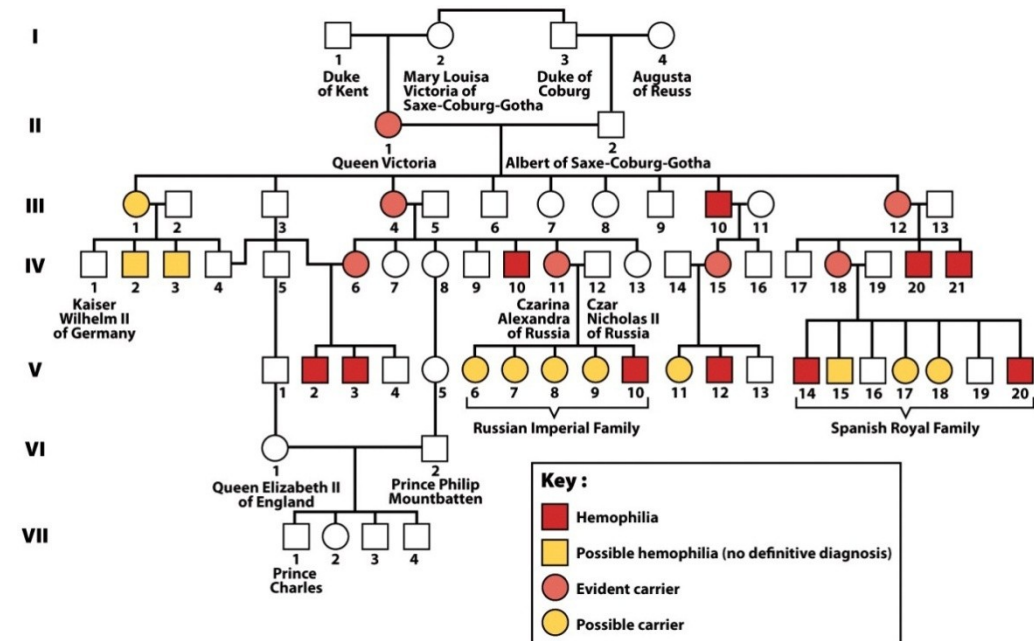 I
1 2 3 4
Duke Mary Louisa Duke of Augusta
of Kent Victoria of Coburg of Reuss
Saxe-Coburg-Gotha
II
1 2
Queen Victoria Albert of Saxe-Coburg-Gotha
III
1 2 3 4 5 6 7 8 9 10 11 12 13
IV
1 2 3 4 5 6 7 8 9 10 11 12 13 14 15 16 17 18 19 20 21
Kaiser Czarina Czar
Wilhelm II Alexandra Nicholas II
of Germany of Russia of Russia
V
1 2 3 4 5 6 7 8 9 10 11 12 13 14 15 16 17 18 19 20
Russian Imperial Family Spanish Royal Family
VI
1 2
Queen Elizabeth II Prince Philip
of England Mountbatten
VII
1 2 3 4
Prince
Charles
Key :
Hemophilia
Possible hemophilia (no definitive diagnosis)
Evident carrier
Possible carrier